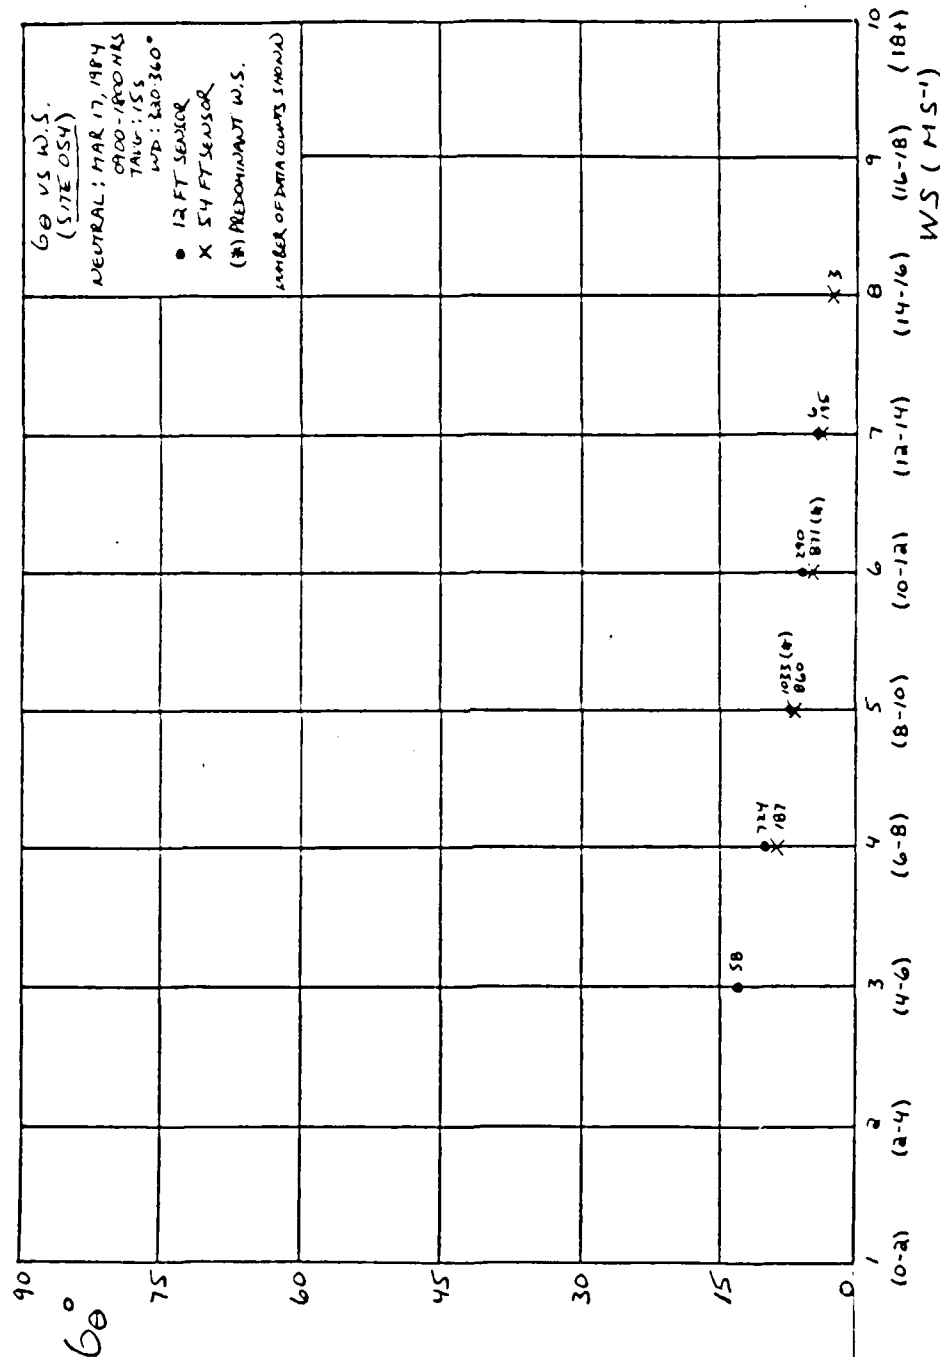 σθ VS W.S.
(SITE 054)
NEUTRAL: MAR 17, 1984
0900-1800 HRS
TAVG: 15 s
WD: 320-360°
● 12 FT SENSOR
X 54 FT SENSOR
(#) PREDOMINANT W.S.
NUMBER OF DATA COUNTS SHOWN
σθ°
90
75
60
45
30
15
0
58
724
187
1033 (#)
860
290
871 (#)
6
195
3
1 2 3 4 5 6 7 8 9 10
(0-2) (2-4) (4-6) (6-8) (8-10) (10-12) (12-14) (14-16) (16-18) (18+)
WS (MS-1)